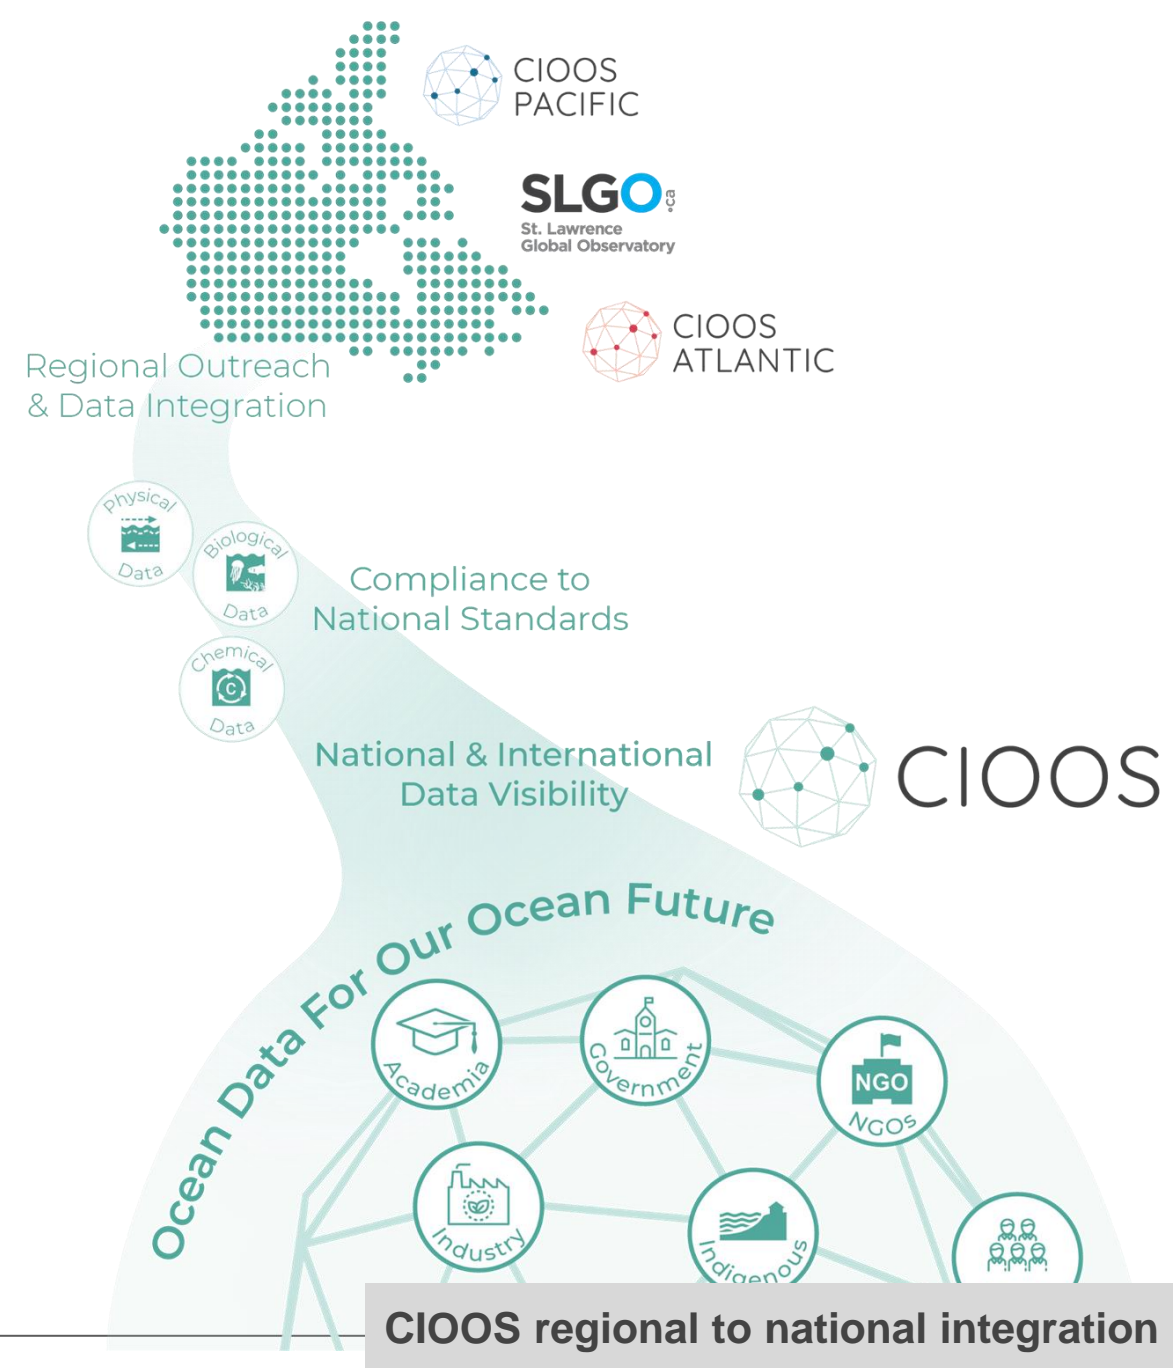 CIOOS
PACIFIC
SLGO.ca
St. Lawrence
Global Observatory
CIOOS
ATLANTIC
Regional Outreach
& Data Integration
Physical
Data
Biological
Data
Chemical
C
Data
Compliance to
National Standards
National & International
Data Visibility
CIOOS
Ocean Data For Our Ocean Future
Academia
Government
NGO
NGOs
Industry
Indigenous
CIOOS regional to national integration